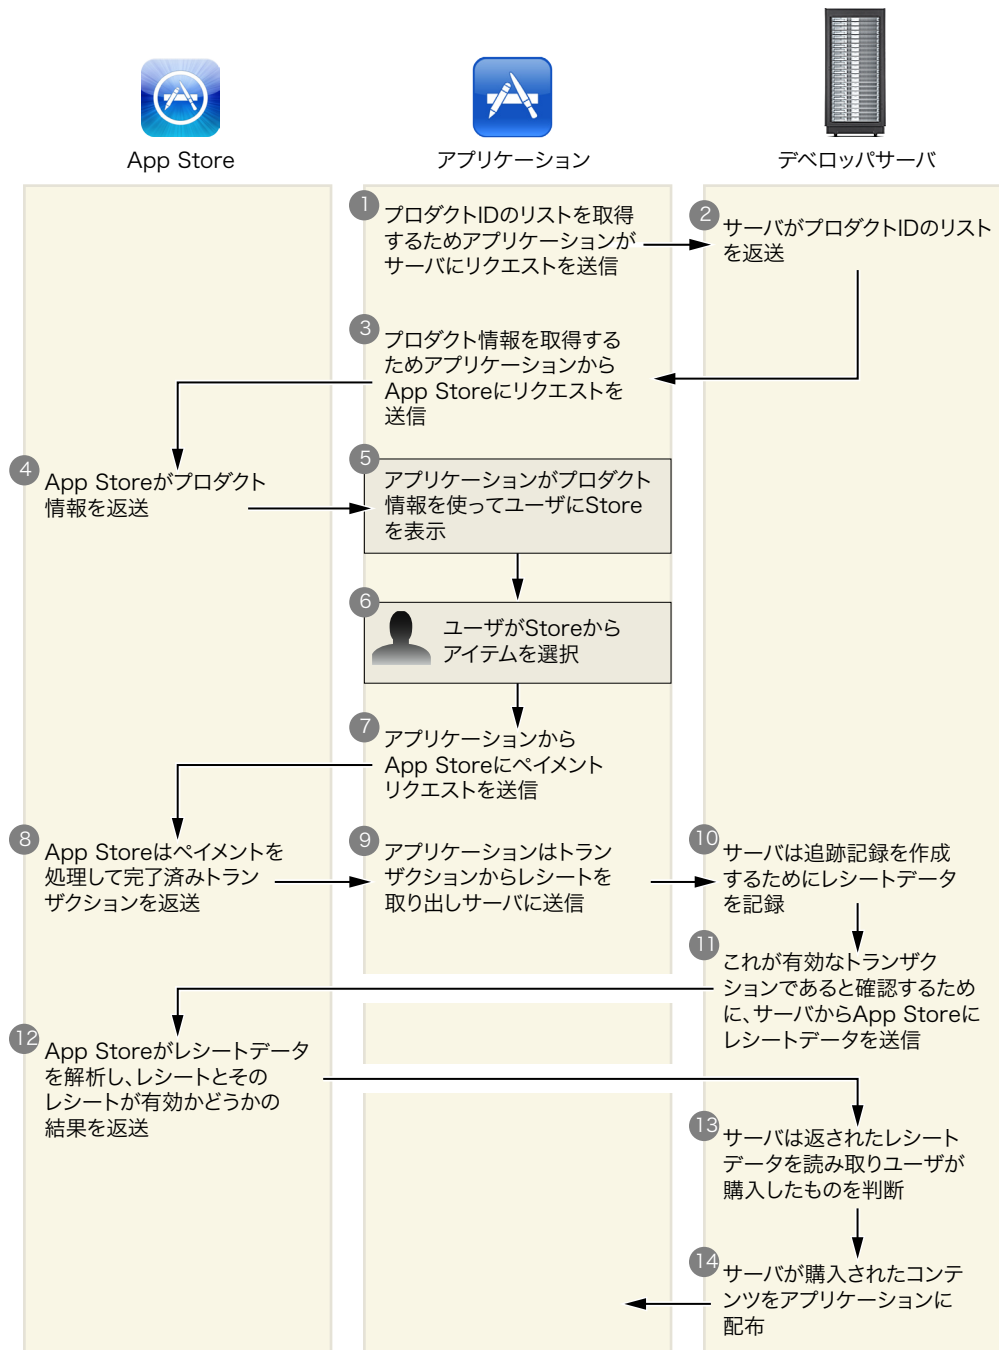 App Store
アプリケーション
デベロッパサーバ
1
プロダクトIDのリストを取得
するためアプリケーションが
サーバにリクエストを送信
2
サーバがプロダクトIDのリスト
を返送
3
プロダクト情報を取得する
ためアプリケーションから
App Storeにリクエストを
送信
4
App Storeがプロダクト
情報を返送
5
アプリケーションがプロダクト
情報を使ってユーザにStore
を表示
6
ユーザがStoreから
アイテムを選択
7
アプリケーションから
App Storeにペイメント
リクエストを送信
8
App Storeはペイメントを
処理して完了済みトラン
ザクションを返送
9
アプリケーションはトラン
ザクションからレシートを
取り出しサーバに送信
10
サーバは追跡記録を作成
するためにレシートデータ
を記録
11
これが有効なトランザク
ションであると確認するため
に、サーバからApp Storeに
レシートデータを送信
12
App Storeがレシートデータ
を解析し、レシートとその
レシートが有効かどうかの
結果を返送
13
サーバは返されたレシート
データを読み取りユーザが
購入したものを判断
14
サーバが購入されたコンテ
ンツをアプリケーションに
配布